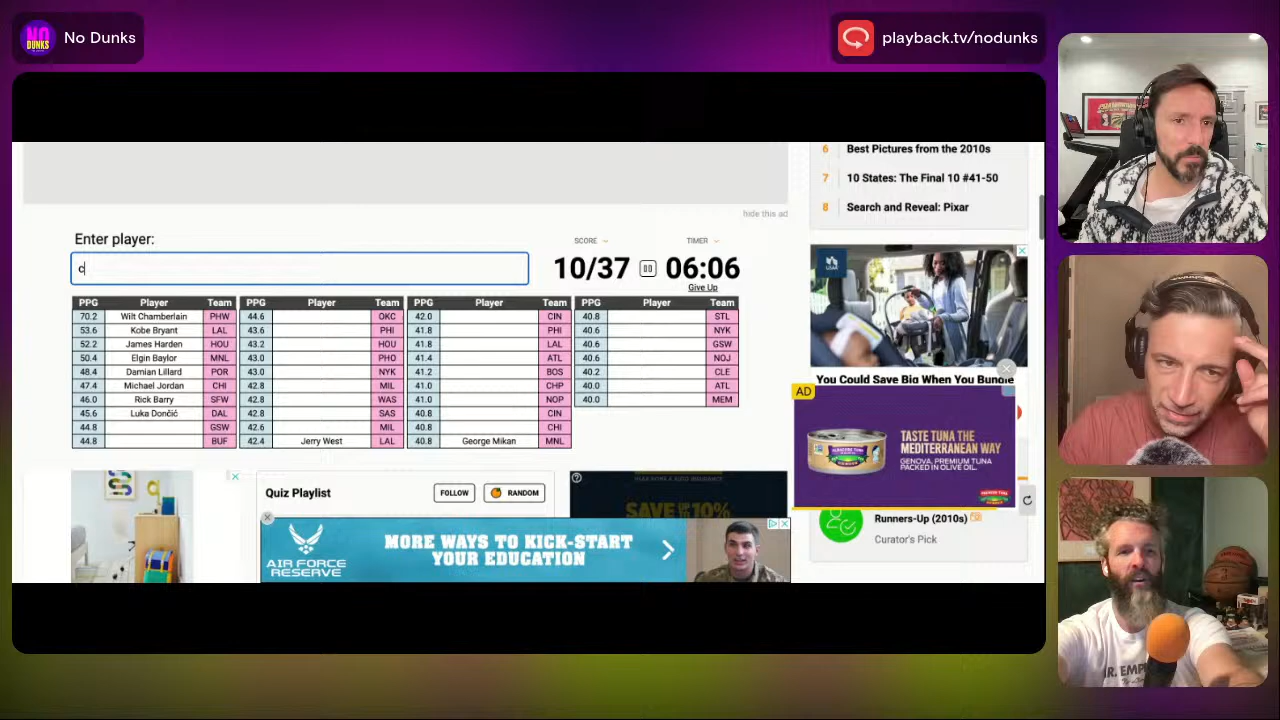 NO DUNKS
No Dunks
playback.tv/nodunks
6 Best Pictures from the 2010s
7 10 States: The Final 10 #41-50
8 Search and Reveal: Pixar
hide this ad
Enter player:
c
SCORE
10/37
TIMER
06:06
Give Up
PPG Player Team PPG Player Team PPG Player Team PPG Player Team
70.2 Wilt Chamberlain PHW 44.6 OKC 42.0 CIN 40.8 STL
53.6 Kobe Bryant LAL 43.6 PHI 41.8 PHI 40.6 NYK
52.2 James Harden HOU 43.2 HOU 41.8 LAL 40.6 GSW
50.4 Elgin Baylor MNL 43.0 PHO 41.4 ATL 40.6 NOJ
48.4 Damian Lillard POR 43.0 NYK 41.2 BOS 40.2 CLE
47.4 Michael Jordan CHI 42.8 MIL 41.0 CHP 40.0 ATL
46.0 Rick Barry SFW 42.8 WAS 41.0 NOP 40.0 MEM
45.6 Luka Dončić DAL 42.8 SAS 40.8 CIN
44.8 GSW 42.6 MIL 40.8 CHI
44.8 BUF 42.4 Jerry West LAL 40.8 George Mikan MNL
You Could Save Big When You Bundle
AD
TASTE TUNA THE
MEDITERRANEAN WAY
GENOVA, PREMIUM TUNA
PACKED IN OLIVE OIL.
Quiz Playlist
FOLLOW
RANDOM
SAVE UP TO 10%
Runners-Up (2010s)
Curator's Pick
AIR FORCE
RESERVE
MORE WAYS TO KICK-START
YOUR EDUCATION